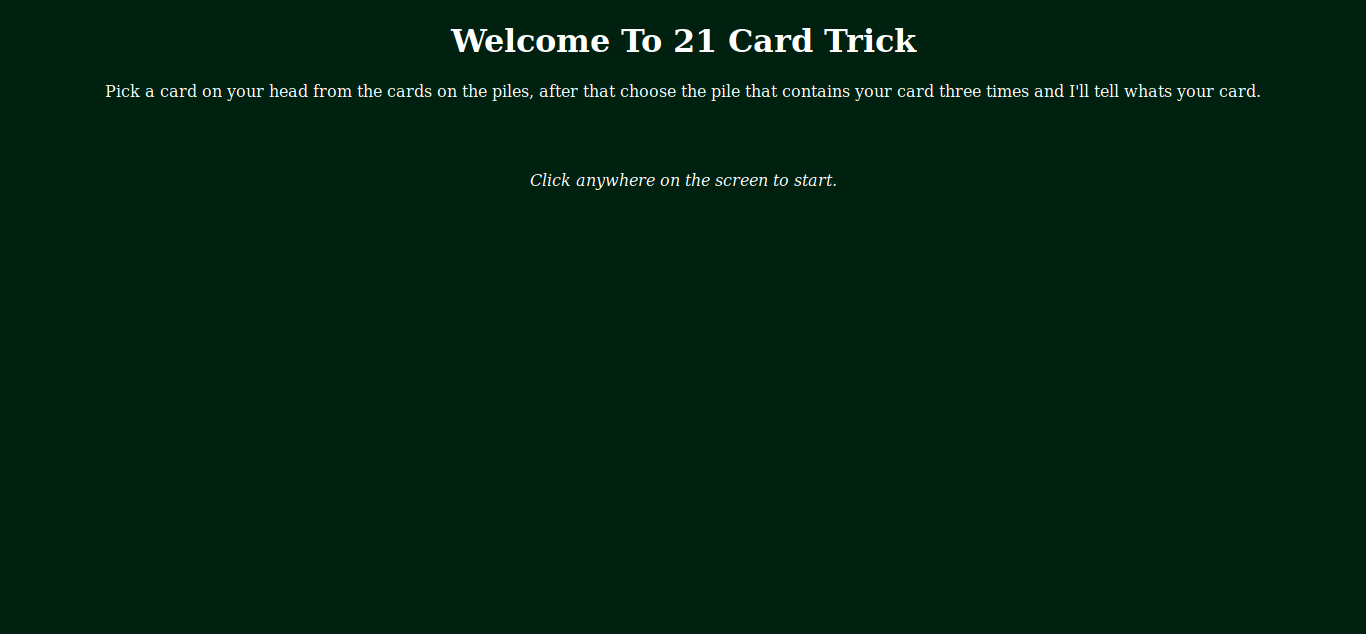 Welcome To 21 Card Trick
Pick a card on your head from the cards on the piles, after that choose the pile that contains your card three times and I'll tell whats your card.
Click anywhere on the screen to start.